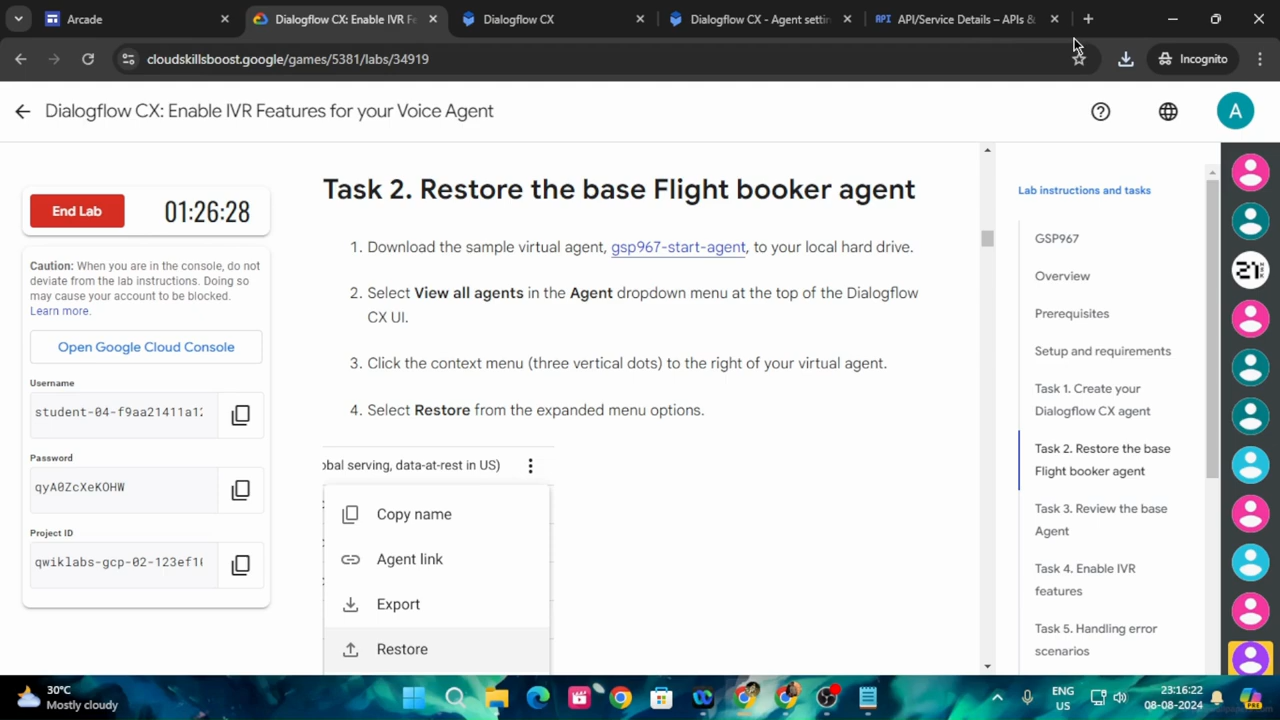 Arcade
Dialogflow CX: Enable IVR Fe
Dialogflow CX
Dialogflow CX - Agent settin
API API/Service Details – APIs &
cloudskillsboost.google/games/5381/labs/34919
Incognito
Dialogflow CX: Enable IVR Features for your Voice Agent
A
End Lab
01:26:28
Caution: When you are in the console, do not
deviate from the lab instructions. Doing so
may cause your account to be blocked.
Learn more.
Open Google Cloud Console
Username
student-04-f9aa21411a12
Password
qyA0ZcXeKOHW
Project ID
qwiklabs-gcp-02-123ef1
Task 2. Restore the base Flight booker agent
1. Download the sample virtual agent, gsp967-start-agent, to your local hard drive.
2. Select View all agents in the Agent dropdown menu at the top of the Dialogflow
CX UI.
3. Click the context menu (three vertical dots) to the right of your virtual agent.
4. Select Restore from the expanded menu options.
obal serving, data-at-rest in US)
Copy name
Agent link
Export
Restore
Lab instructions and tasks
GSP967
Overview
Prerequisites
Setup and requirements
Task 1. Create your
Dialogflow CX agent
Task 2. Restore the base
Flight booker agent
Task 3. Review the base
Agent
Task 4. Enable IVR
features
Task 5. Handling error
scenarios
30°C
Mostly cloudy
ENG
US
23:16:22
08-08-2024
PRE